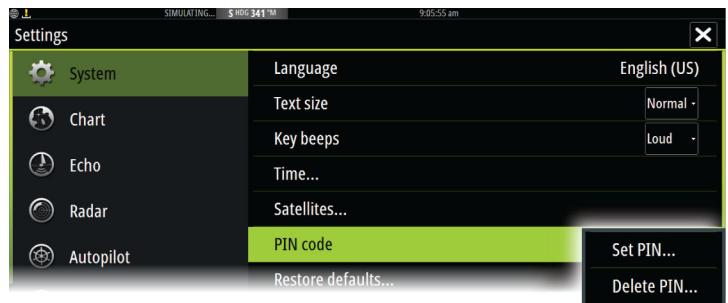 SIMULATING... S HDG 341 °M 9:05:55 am
Settings
System
Chart
Echo
Radar
Autopilot
Language English (US)
Text size Normal
Key beeps Loud
Time...
Satellites...
PIN code
Restore defaults...
Set PIN...
Delete PIN...